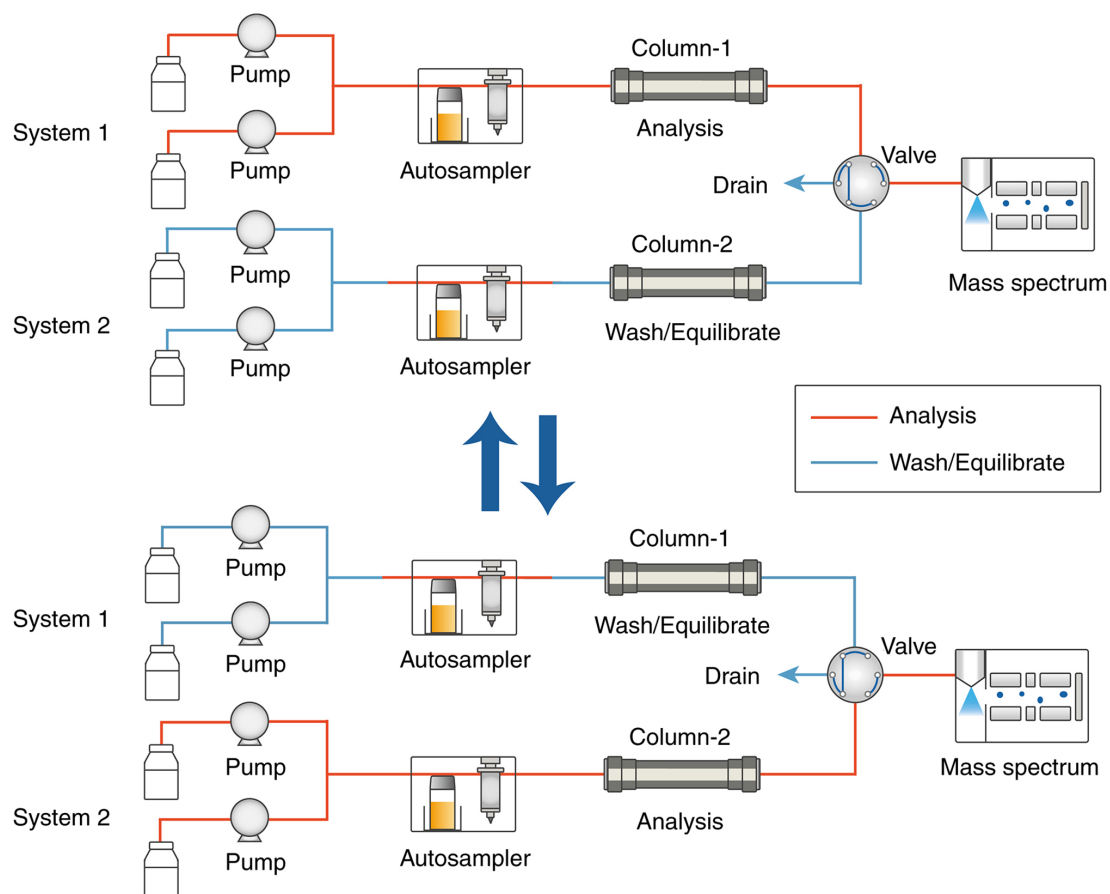 Column-1
Pump
Analysis
System 1
Autosampler
Valve
Pump
Drain
Column-2
Pump
Mass spectrum
System 2
Wash/Equilibrate
Pump
Autosampler
Analysis
Wash/Equilibrate
Column-1
Pump
System 1
Wash/Equilibrate
Autosampler
Valve
Pump
Drain
Column-2
Pump
Mass spectrum
System 2
Analysis
Pump
Autosampler